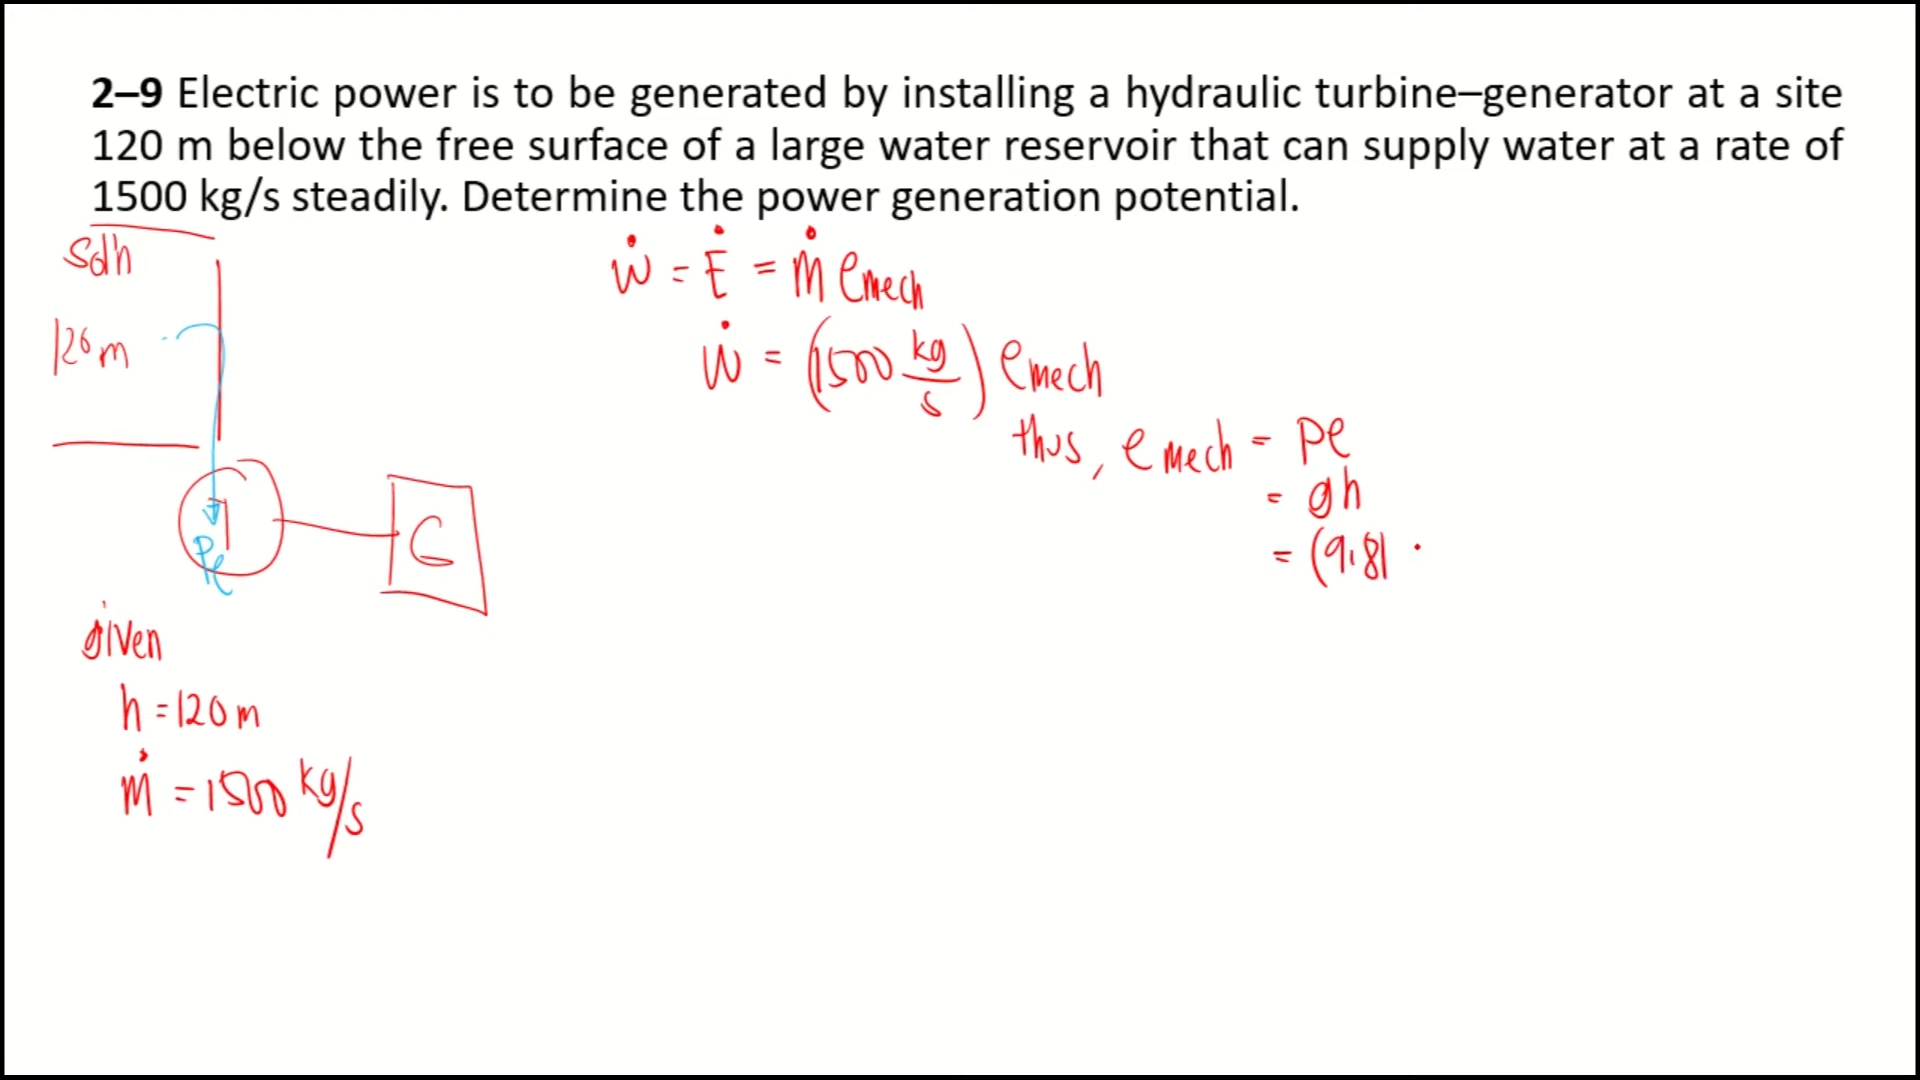 2–9 Electric power is to be generated by installing a hydraulic turbine–generator at a site
120 m below the free surface of a large water reservoir that can supply water at a rate of
1500 kg/s steadily. Determine the power generation potential.
Sol'n
120 m
T
Pe
G
given
h = 120 m
ṁ = 1500 kg/s
Ẇ = Ė = ṁ emech
Ẇ = (1500 kg/s) emech
thus, emech = Pe
= gh
= (9.81